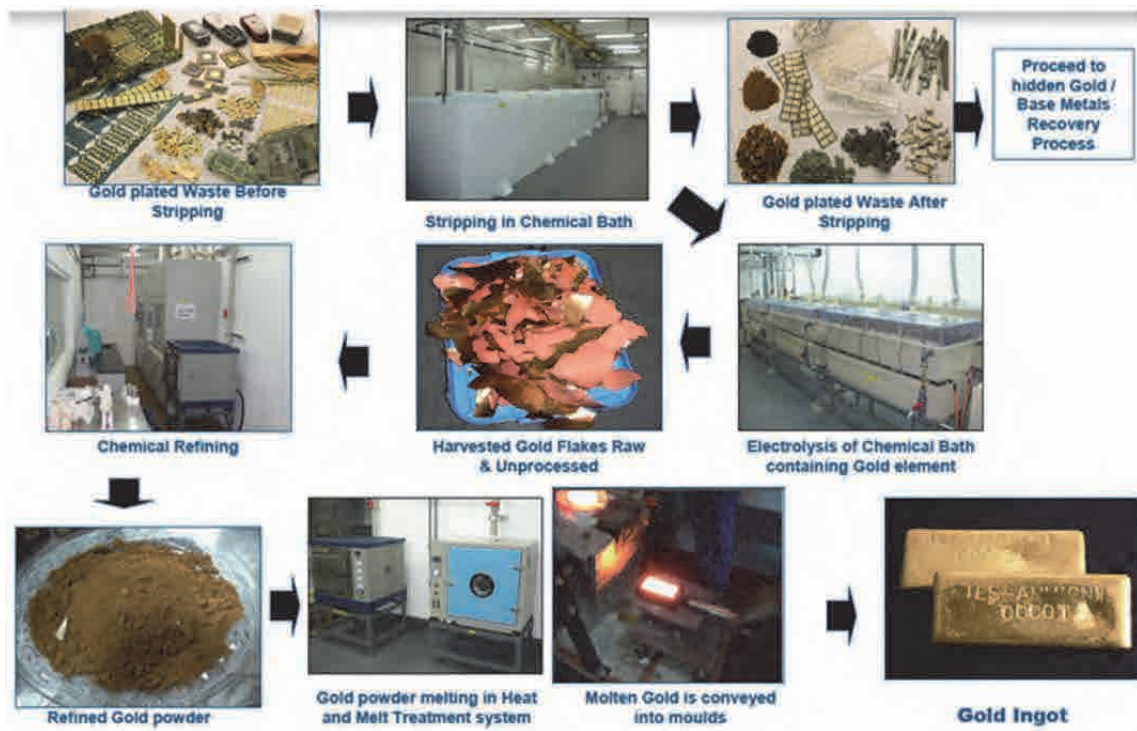 Gold plated Waste Before
Stripping
Stripping in Chemical Bath
Gold plated Waste After
Stripping
Proceed to
hidden Gold /
Base Metals
Recovery
Process
Chemical Refining
Harvested Gold Flakes Raw
& Unprocessed
Electrolysis of Chemical Bath
containing Gold element
Refined Gold powder
Gold powder melting in Heat
and Melt Treatment system
Molten Gold is conveyed
into moulds
Gold Ingot